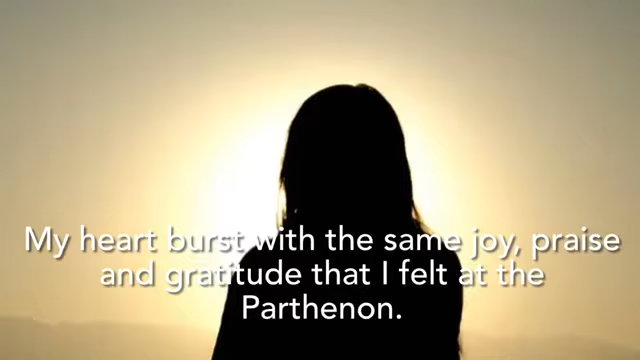 My heart burst with the same joy, praise
and gratitude that I felt at the
Parthenon.